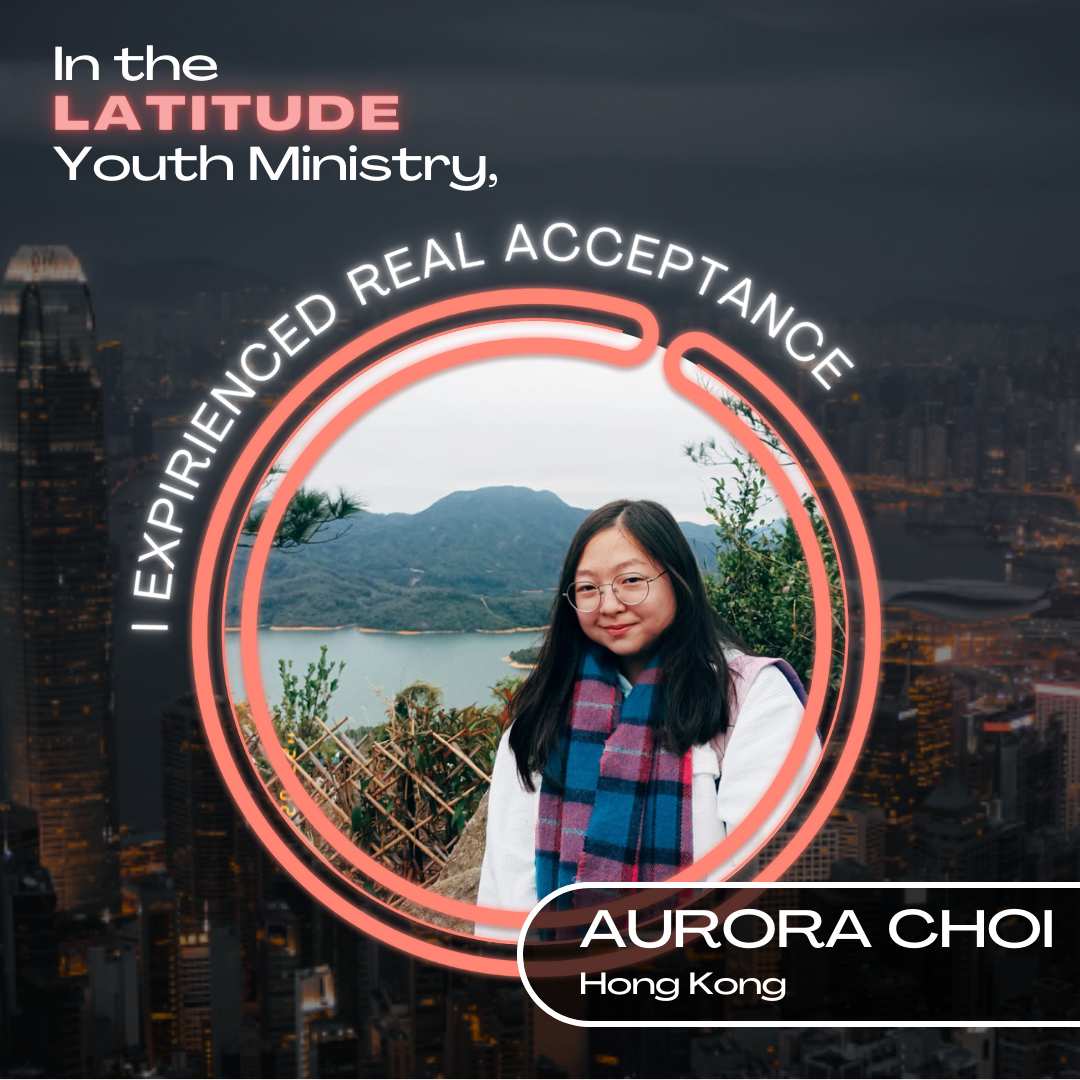 In the
LATITUDE
Youth Ministry,
I EXPIRIENCED REAL ACCEPTANCE
AURORA CHOI
Hong Kong